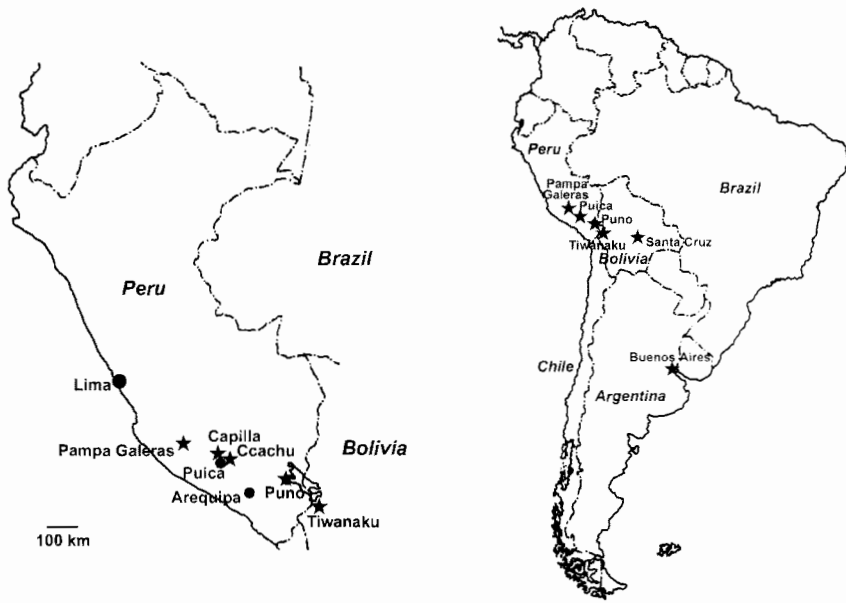 Brazil
Peru
Lima
Capilla
Pampa Galeras
Ccachu
Bolivia
Puica
Arequipa
Puno
Tiwanaku
100 km
Peru
Pampa
Galeras
Puica
Puno
Brazil
Tiwanaku
Santa Cruz
Bolivia
Buenos Aires
Chile
Argentina